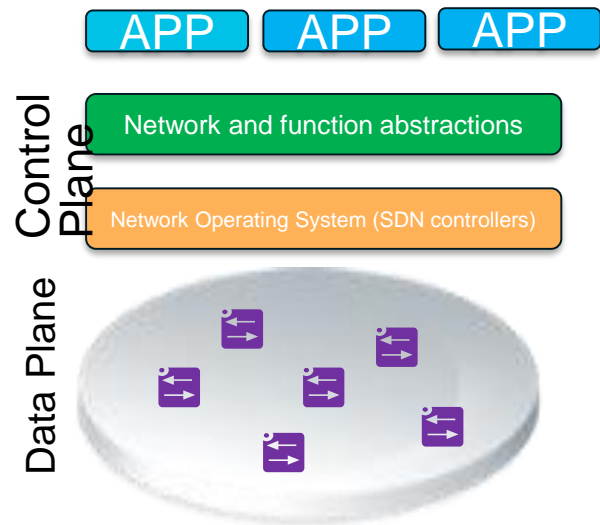 APP APP APP
Control
Plane
Network and function abstractions
Network Operating System (SDN controllers)
Data Plane